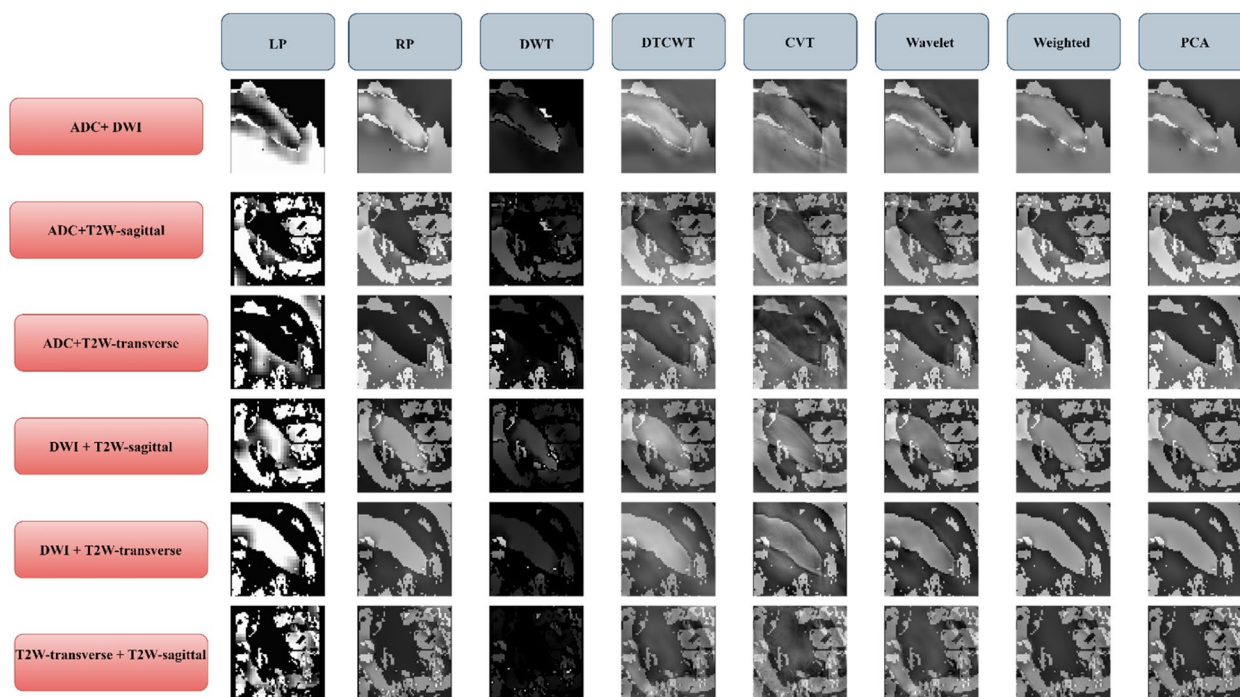 LP RP DWT DTCWT CVT Wavelet Weighted PCA
ADC+ DWI
ADC+T2W-sagittal
ADC+T2W-transverse
DWI + T2W-sagittal
DWI + T2W-transverse
T2W-transverse + T2W-sagittal